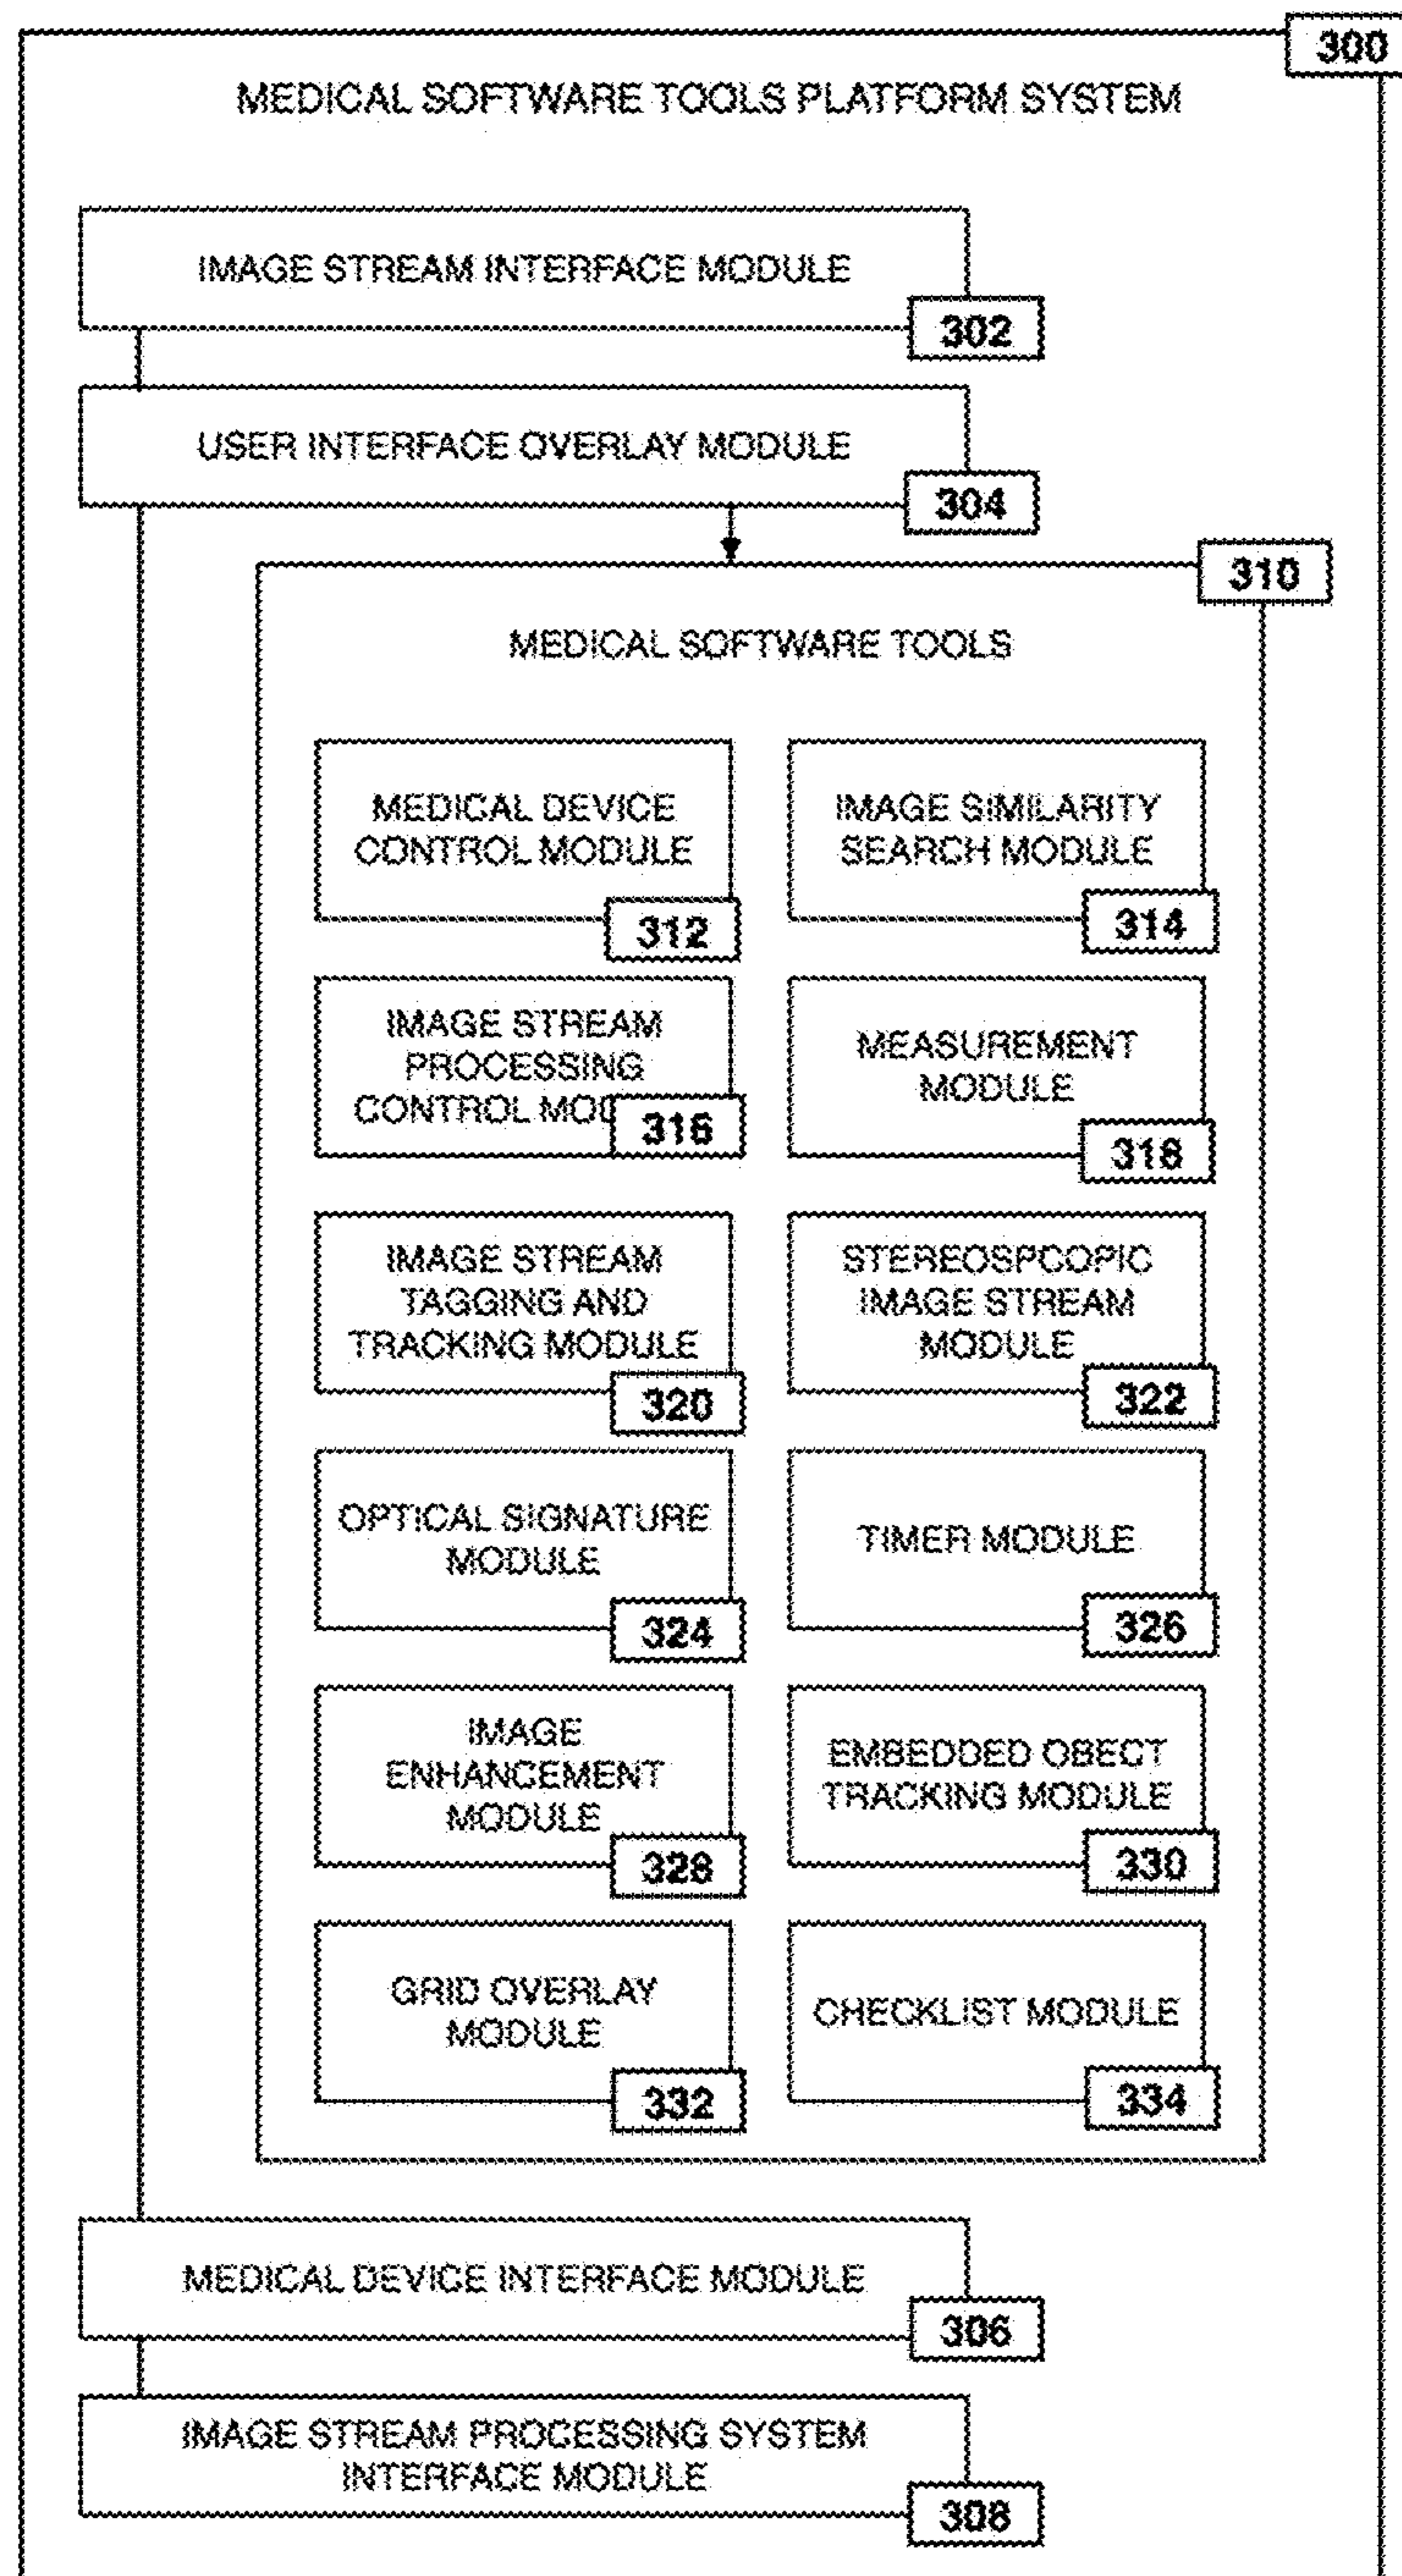 300
MEDICAL SOFTWARE TOOLS PLATFORM SYSTEM
IMAGE STREAM INTERFACE MODULE
302
USER INTERFACE OVERLAY MODULE
304
310
MEDICAL SOFTWARE TOOLS
MEDICAL DEVICE
CONTROL MODULE
312
IMAGE SIMILARITY
SEARCH MODULE
314
IMAGE STREAM
PROCESSING
CONTROL MOD
316
MEASUREMENT
MODULE
318
IMAGE STREAM
TAGGING AND
TRACKING MODULE
320
STEREOSPCOPIC
IMAGE STREAM
MODULE
322
OPTICAL SIGNATURE
MODULE
324
TIMER MODULE
326
IMAGE
ENHANCEMENT
MODULE
328
EMBEDDED OBECT
TRACKING MODULE
330
GRID OVERLAY
MODULE
332
CHECKLIST MODULE
334
MEDICAL DEVICE INTERFACE MODULE
306
IMAGE STREAM PROCESSING SYSTEM
INTERFACE MODULE
308